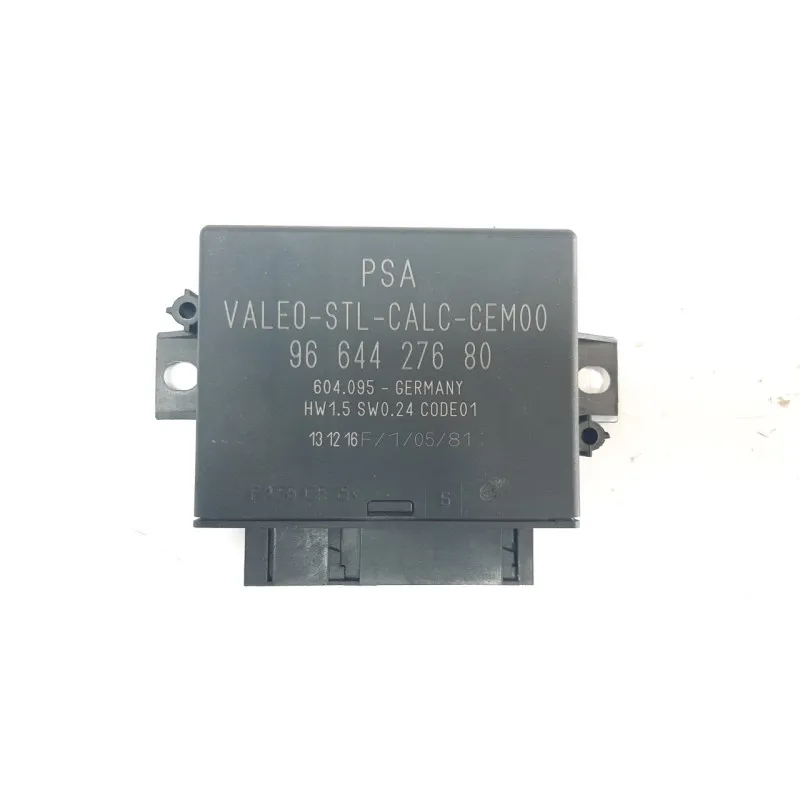 PSA
VALEO-STL-CALC-CEM00
96 644 276 80
604.095 - GERMANY
HW1.5 SW0.24 CODE01
13 12 16 F/1/05/81